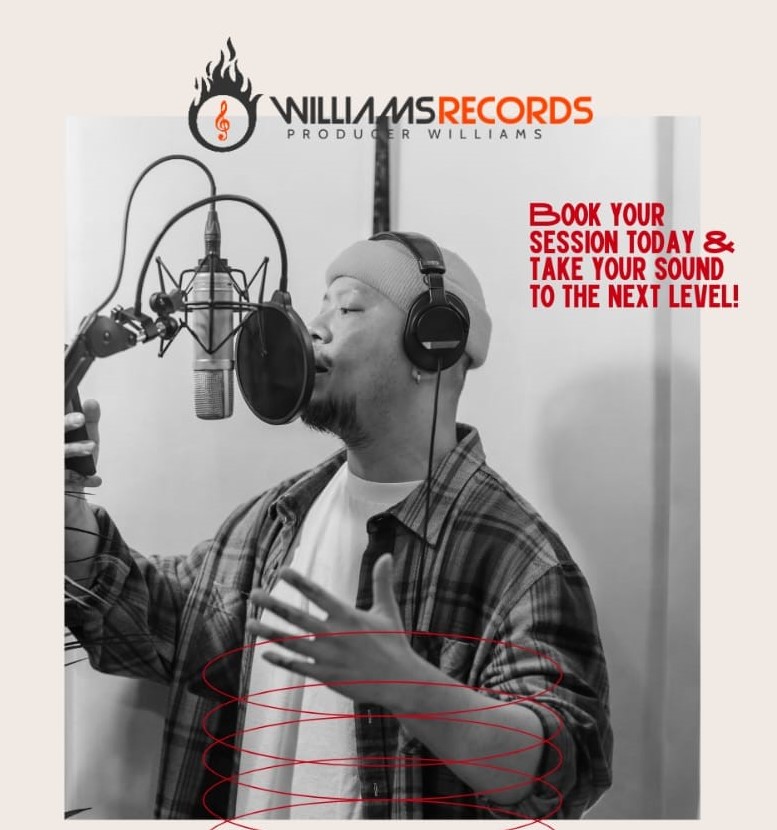 WILLIAMSRECORDS
PRODUCER WILLIAMS
BOOK YOUR
SESSION TODAY &
TAKE YOUR SOUND
TO THE NEXT LEVEL!